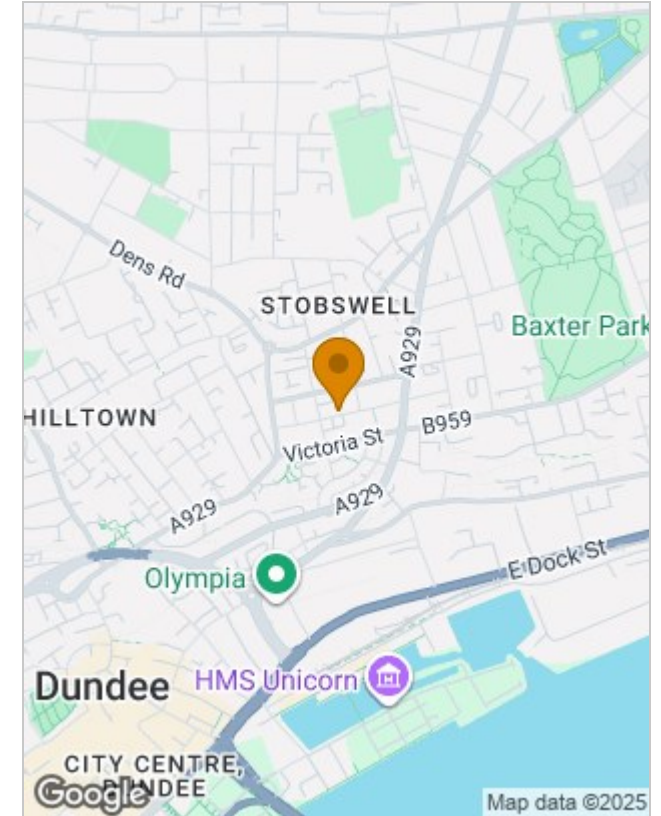 Dens Rd
STOBSWELL
A929
Baxter Park
HILLTOWN
B959
Victoria St
A929
A929
Olympia
E Dock St
Dundee
HMS Unicorn
CITY CENTRE,
DUNDEE
Google
Map data ©2025